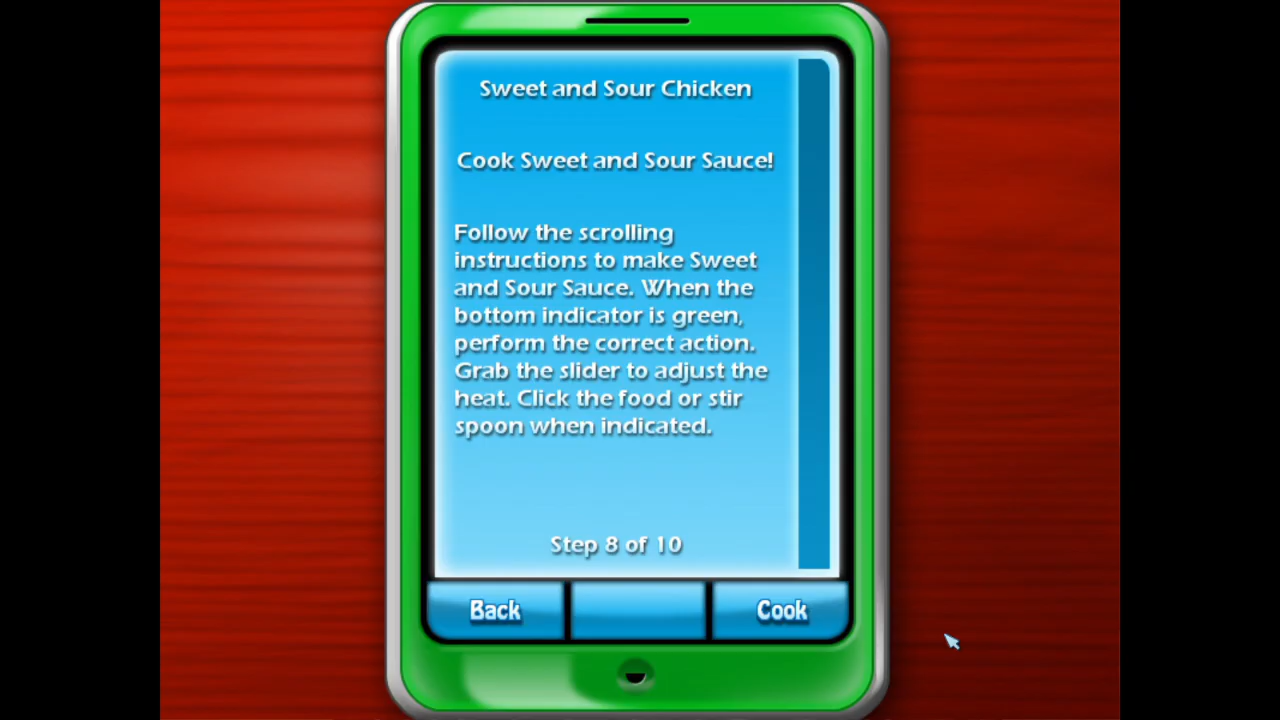 Sweet and Sour Chicken
Cook Sweet and Sour Sauce!
Follow the scrolling
instructions to make Sweet
and Sour Sauce. When the
bottom indicator is green,
perform the correct action.
Grab the slider to adjust the
heat. Click the food or stir
spoon when indicated.
Step 8 of 10
Back
Cook